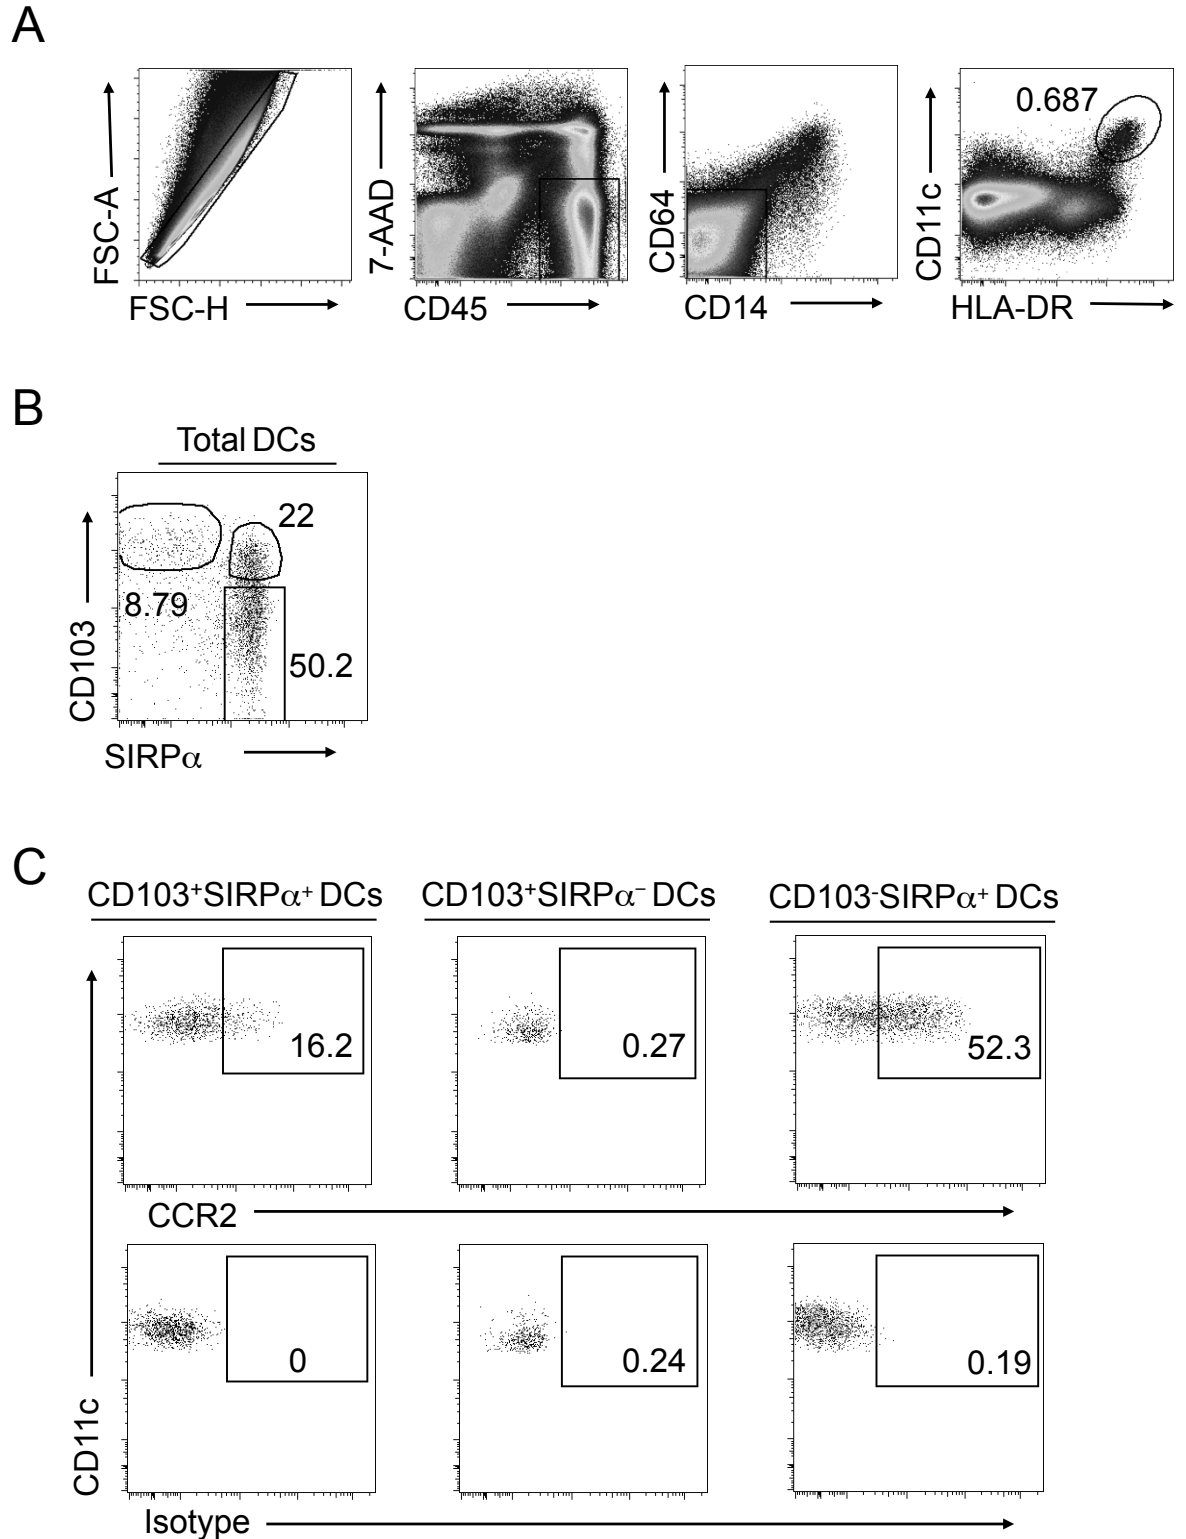 A
FSC-A
FSC-H
7-AAD
CD45
CD64
CD14
0.687
CD11c
HLA-DR
B
Total DCs
22
8.79
50.2
CD103
SIRPα
C
CD103⁺SIRPα⁺ DCs
CD103⁺SIRPα⁻ DCs
CD103⁻SIRPα⁺ DCs
16.2
0.27
52.3
CCR2
0
0.24
0.19
CD11c
Isotype